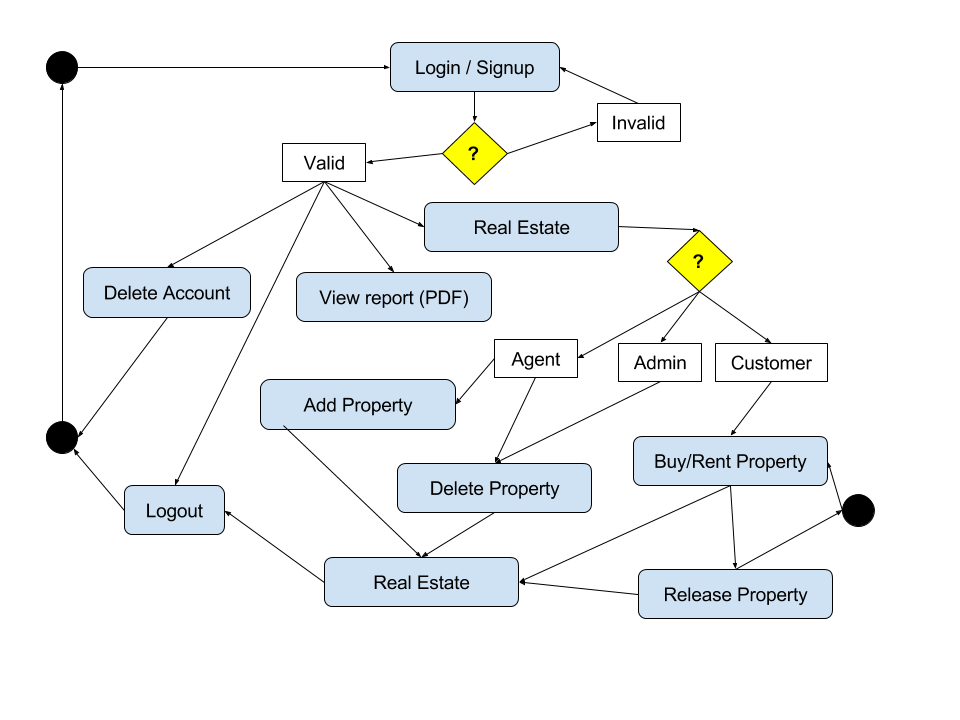 Login / Signup
Invalid
?
Valid
Real Estate
?
Delete Account
View report (PDF)
Agent
Admin
Customer
Add Property
Buy/Rent Property
Delete Property
Logout
Real Estate
Release Property